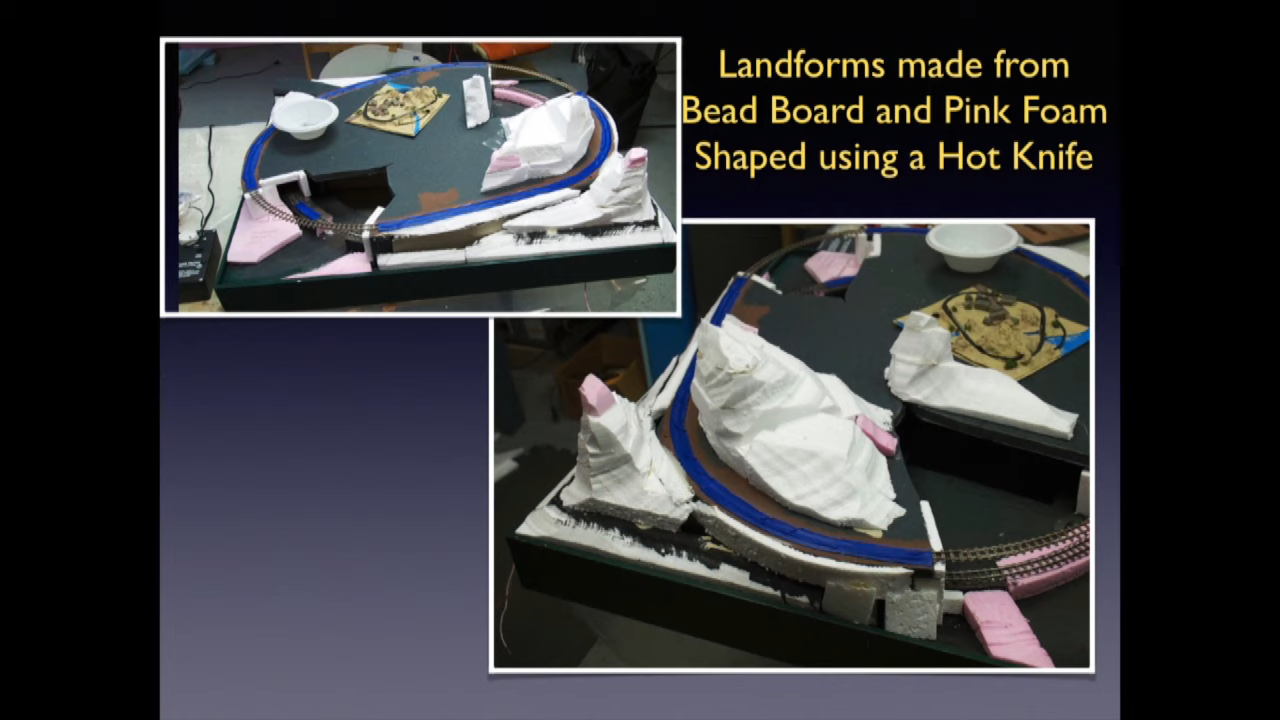 Landforms made from
Bead Board and Pink Foam
Shaped using a Hot Knife